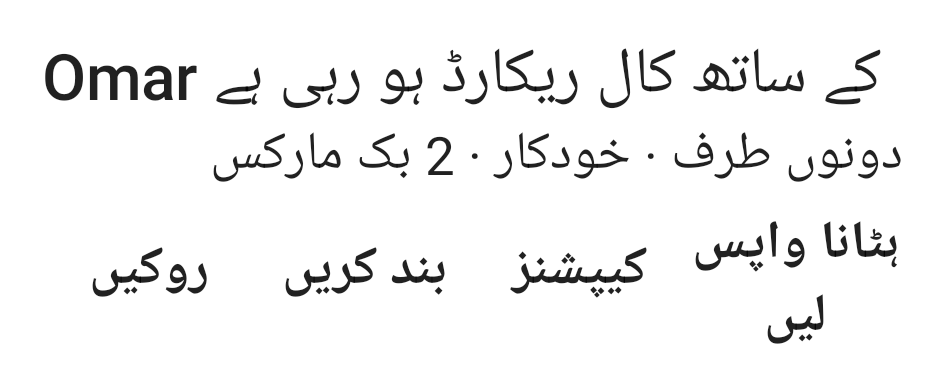 Omar کے ساتھ کال ریکارڈ ہو رہی ہے
دونوں طرف · خودکار · 2 بک مارکس
ہٹانا واپس
لیں
کیپشنز
بند کریں
روکیں